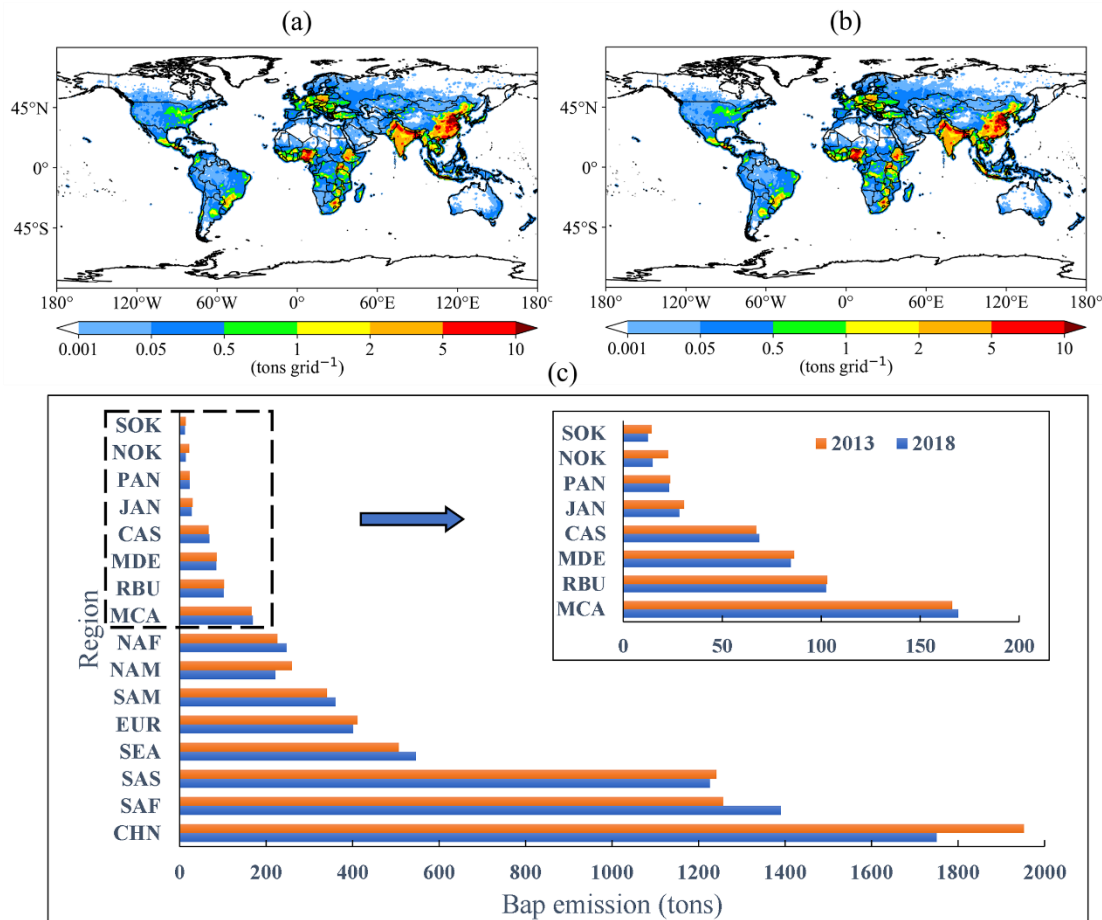 (a)
(b)
45°N
0°
45°S
180°
120°W
60°W
0°
60°E
120°E
180°
0.001
0.05
0.5
1
2
5
10
(tons grid⁻¹)
45°N
0°
45°S
180°
120°W
60°W
0°
60°E
120°E
180°
0.001
0.05
0.5
1
2
5
10
(tons grid⁻¹)
(c)
Region
SOK
NOK
PAN
JAN
CAS
MDE
RBU
MCA
NAF
NAM
SAM
EUR
SEA
SAS
SAF
CHN
0 200 400 600 800 1000 1200 1400 1600 1800 2000
Bap emission (tons)
2013 2018
SOK
NOK
PAN
JAN
CAS
MDE
RBU
MCA
0 50 100 150 200